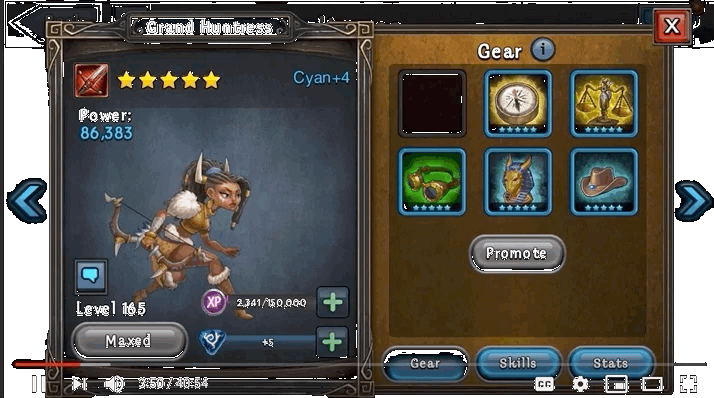 Grand Huntress
Gear
Cyan+4
Power:
86,383
Promote
Level 165
XP
2,341/150,000
Maxed
+5
Gear
Skills
Stats
CC